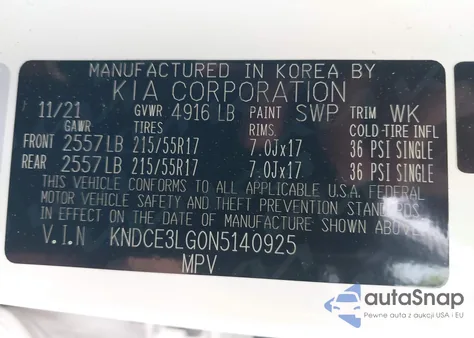 MANUFACTURED IN KOREA BY
KIA CORPORATION
11/21 GVWR 4916 LB PAINT SWP TRIM WK
GAWR TIRES RIMS. COLD-TIRE INFL
FRONT 2557LB 215/55R17 7.0Jx17 36 PSI SINGLE
REAR 2557LB 215/55R17 7.0Jx17 36 PSI SINGLE
THIS VEHICLE CONFORMS TO ALL APPLICABLE U.S.A. FEDERAL
MOTOR VEHICLE SAFETY AND THEFT PREVENTION STANDARDS
IN EFFECT ON THE DATE OF MANUFACTURE SHOWN ABOVE.
V.I.N KNDCE3LG0N5140925
MPV
autaSnap
Pewne auta z aukcji USA i EU